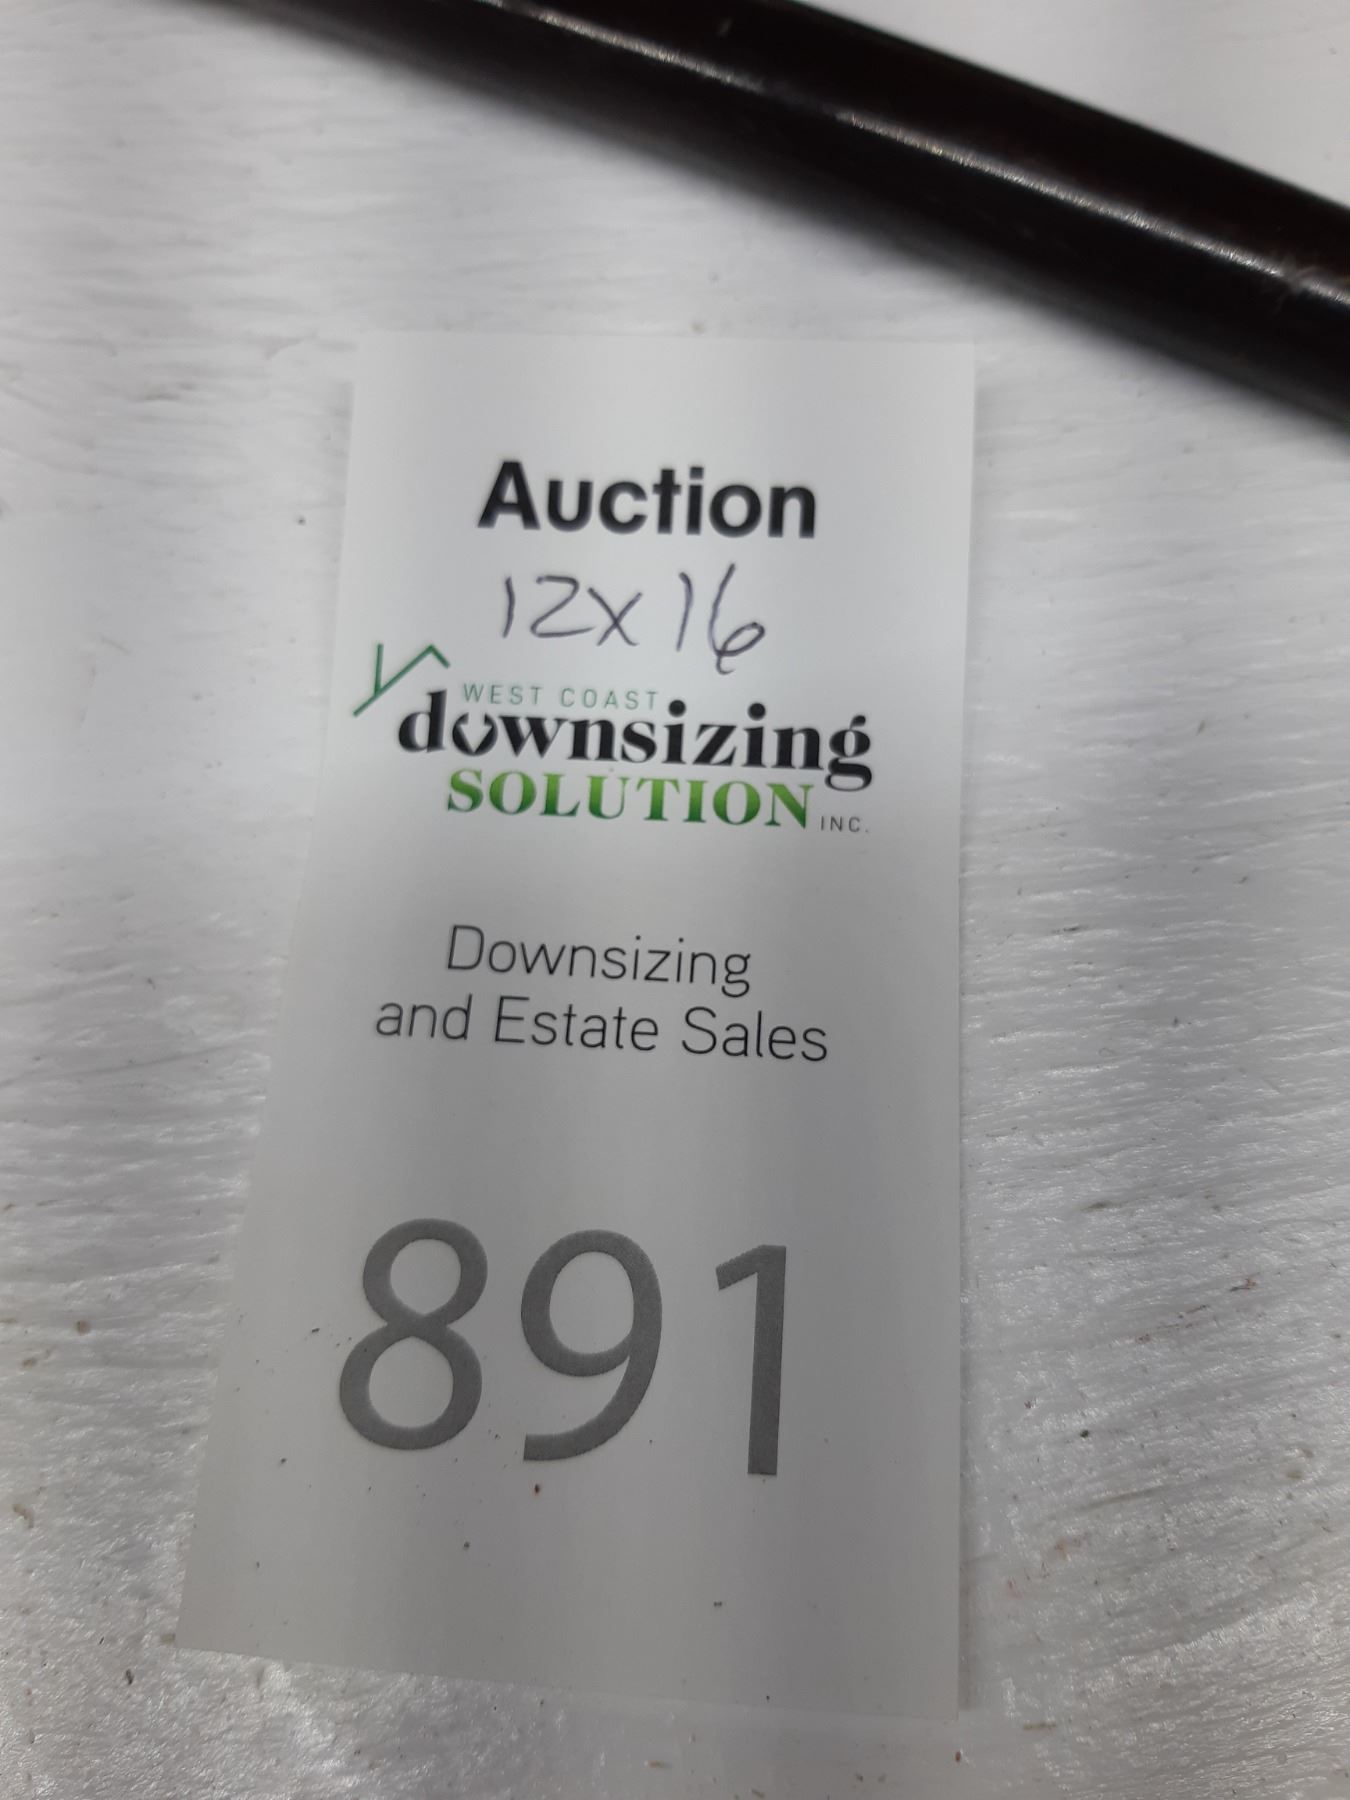 Auction
12x16
WEST COAST
downsizing
SOLUTION INC.
Downsizing
and Estate Sales
891